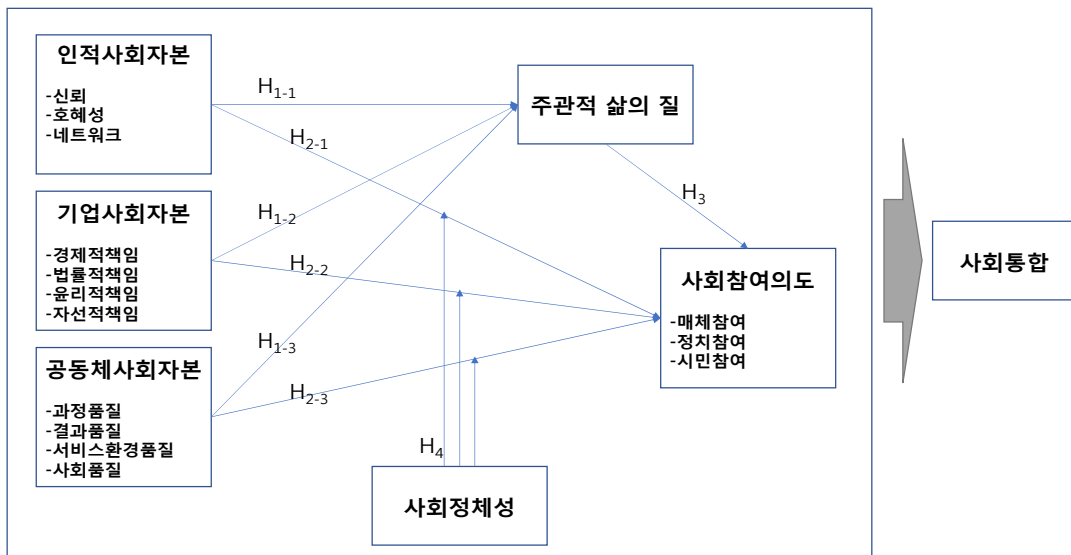 인적사회자본
-신뢰
-호혜성
-네트워크
기업사회자본
-경제적책임
-법률적책임
-윤리적책임
-자선적책임
공동체사회자본
-과정품질
-결과품질
-서비스환경품질
-사회품질
H1-1
H2-1
H1-2
H2-2
H1-3
H2-3
H4
사회정체성
주관적 삶의 질
H3
사회참여의도
-매체참여
-정치참여
-시민참여
사회통합